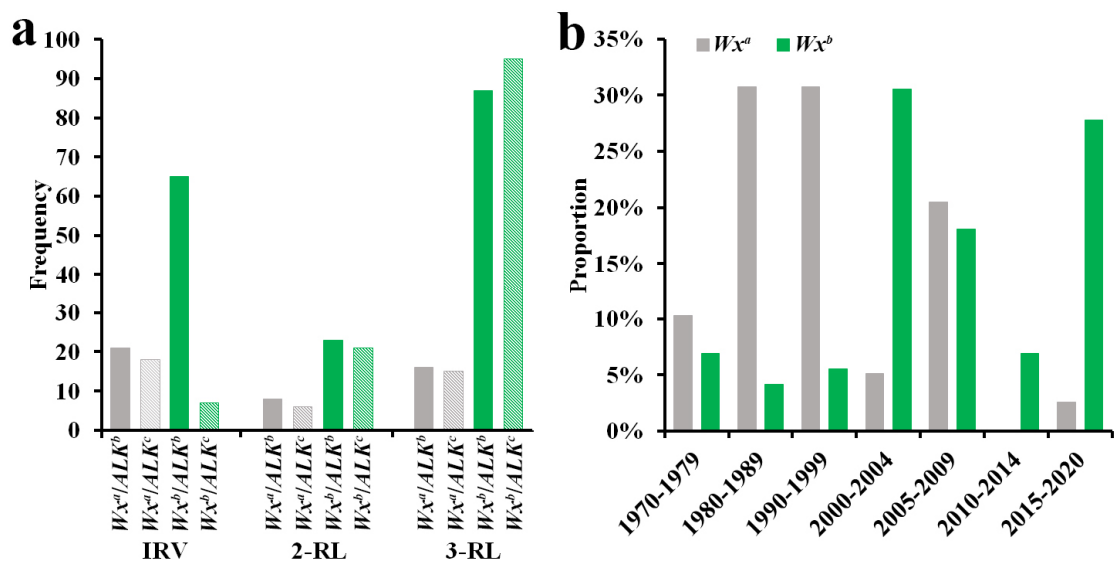 a
Frequency
100
90
80
70
60
50
40
30
20
10
0
Wxᵃ/ALKᵇ
Wxᵃ/ALKᶜ
Wxᵇ/ALKᵇ
Wxᵇ/ALKᶜ
Wxᵃ/ALKᵇ
Wxᵃ/ALKᶜ
Wxᵇ/ALKᵇ
Wxᵇ/ALKᶜ
Wxᵃ/ALKᵇ
Wxᵃ/ALKᶜ
Wxᵇ/ALKᵇ
Wxᵇ/ALKᶜ
IRV 2-RL 3-RL
b
Wxᵃ Wxᵇ
Proportion
35%
30%
25%
20%
15%
10%
5%
0%
1970-1979
1980-1989
1990-1999
2000-2004
2005-2009
2010-2014
2015-2020